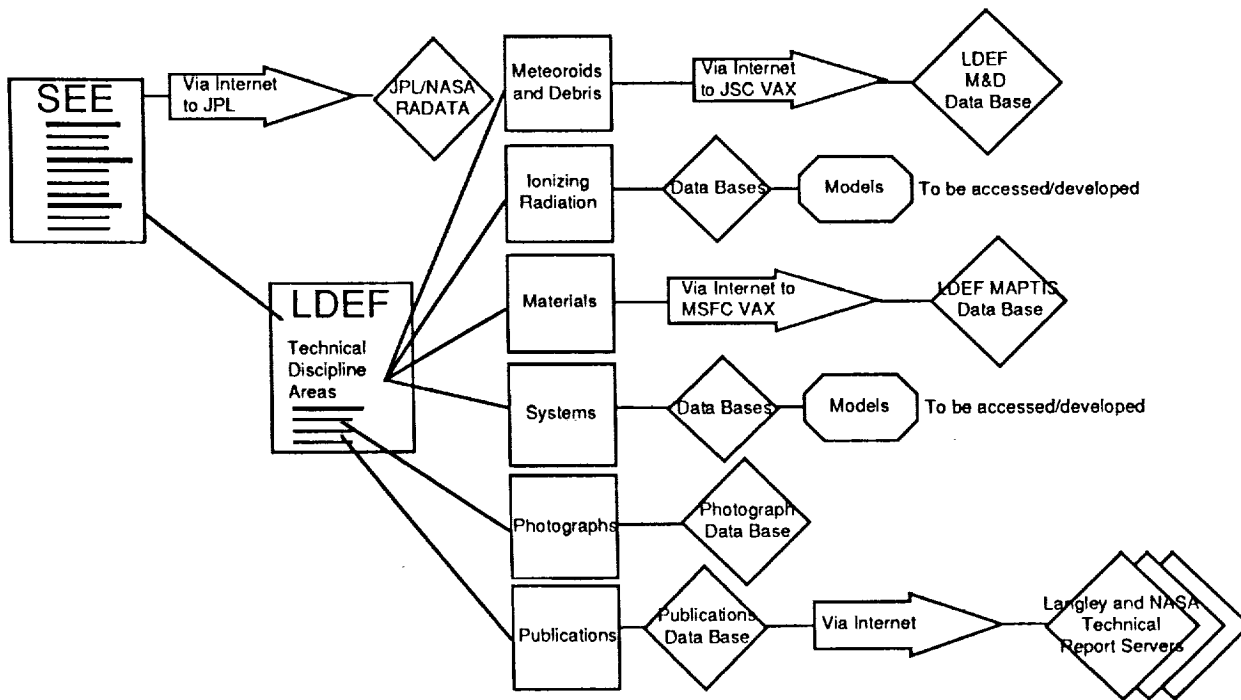 SEE
Via Internet
to JPL
JPL/NASA
RADATA
LDEF
Technical
Discipline
Areas
Meteoroids
and Debris
Via Internet
to JSC VAX
LDEF
M&D
Data Base
Ionizing
Radiation
Data Bases
Models
To be accessed/developed
Materials
Via Internet to
MSFC VAX
LDEF MAPTIS
Data Base
Systems
Data Bases
Models
To be accessed/developed
Photographs
Photograph
Data Base
Publications
Publications
Data Base
Via Internet
Langley and NASA
Technical
Report Servers